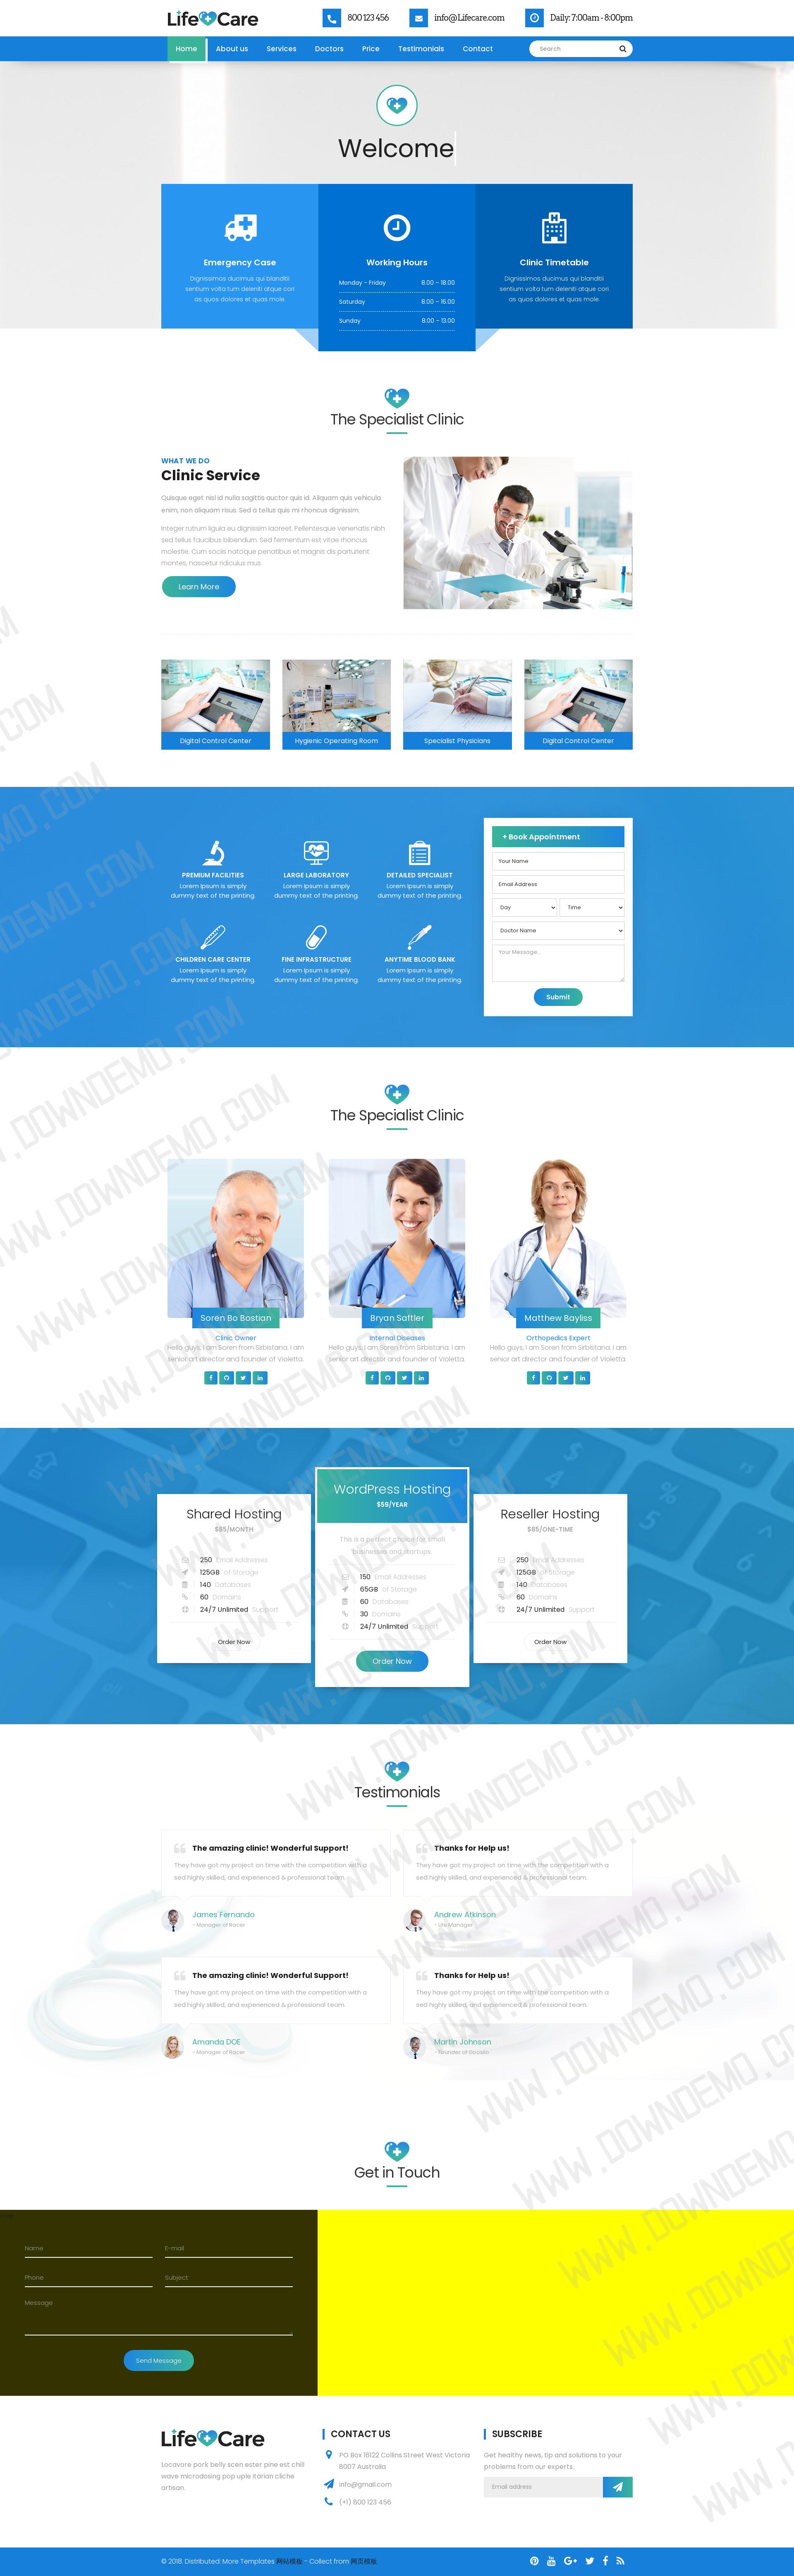 Life Care
800 123 456
info@Lifecare.com
Daily: 7:00am - 8:00pm
Home
About us
Services
Doctors
Price
Testimonials
Contact
Search
Welcome
Emergency Case
Dignissimos ducimus qui blanditii
sentium volta tum deleniti atque cori
as quos dolores et quas mole.
Working Hours
Monday - Friday 8.00 – 18.00
Saturday 8.00 – 16.00
Sunday 8.00 – 13.00
Clinic Timetable
Dignissimos ducimus qui blanditii
sentium volta tum deleniti atque cori
as quos dolores et quas mole.
The Specialist Clinic
WHAT WE DO
Clinic Service
Quisque eget nisl id nulla sagittis auctor quis id. Aliquam quis vehicula
enim, non aliquam risus. Sed a tellus quis mi rhoncus dignissim.
Integer rutrum ligula eu dignissim laoreet. Pellentesque venenatis nibh
sed tellus faucibus bibendum. Sed fermentum est vitae rhoncus
molestie. Cum sociis natoque penatibus et magnis dis parturient
montes, nascetur ridiculus mus.
Learn More
Digital Control Center
Hygienic Operating Room
Specialist Physicians
Digital Control Center
PREMIUM FACILITIES
Lorem Ipsum is simply
dummy text of the printing.
LARGE LABORATORY
Lorem Ipsum is simply
dummy text of the printing.
DETAILED SPECIALIST
Lorem Ipsum is simply
dummy text of the printing.
CHILDREN CARE CENTER
Lorem Ipsum is simply
dummy text of the printing.
FINE INFRASTRUCTURE
Lorem Ipsum is simply
dummy text of the printing.
ANYTIME BLOOD BANK
Lorem Ipsum is simply
dummy text of the printing.
+ Book Appointment
Your Name
Email Address
Day
Time
Doctor Name
Your Message...
Submit
The Specialist Clinic
Soren Bo Bostian
Clinic Owner
Hello guys, I am Soren from Sirbistana. I am
senior art director and founder of Violetta.
Bryan Saftler
Internal Diseases
Hello guys, I am Soren from Sirbistana. I am
senior art director and founder of Violetta.
Matthew Bayliss
Orthopedics Expert
Hello guys, I am Soren from Sirbistana. I am
senior art director and founder of Violetta.
Shared Hosting
$85/MONTH
250 Email Addresses
125GB of Storage
140 Databases
60 Domains
24/7 Unlimited Support
Order Now
WordPress Hosting
$59/YEAR
This is a perfect choice for small
businesses and startups.
150 Email Addresses
65GB of Storage
60 Databases
30 Domains
24/7 Unlimited Support
Order Now
Reseller Hosting
$85/ONE-TIME
250 Email Addresses
125GB of Storage
140 Databases
60 Domains
24/7 Unlimited Support
Order Now
Testimonials
The amazing clinic! Wonderful Support!
They have got my project on time with the competition with a
sed highly skilled, and experienced & professional team.
James Fernando
- Manager of Racer
Thanks for Help us!
They have got my project on time with the competition with a
sed highly skilled, and experienced & professional team.
Andrew Atkinson
- Life Manager
The amazing clinic! Wonderful Support!
They have got my project on time with the competition with a
sed highly skilled, and experienced & professional team.
Amanda DOE
- Manager of Racer
Thanks for Help us!
They have got my project on time with the competition with a
sed highly skilled, and experienced & professional team.
Martin Johnson
- Founder of Goosilo
Get in Touch
Name
E-mail
Phone
Subject
Message
Send Message
Life Care
Locavore pork belly scen ester pine est chill
wave microdosing pop uple itarian cliche
artisan.
CONTACT US
PO Box 16122 Collins Street West Victoria
8007 Australia
info@gmail.com
(+1) 800 123 456
SUBSCRIBE
Get healthy news, tip and solutions to your
problems from our experts.
Email address
© 2018. Distributed: More Templates 网站模板 - Collect from 网页模板
WWW.DOWNDEMO.COM